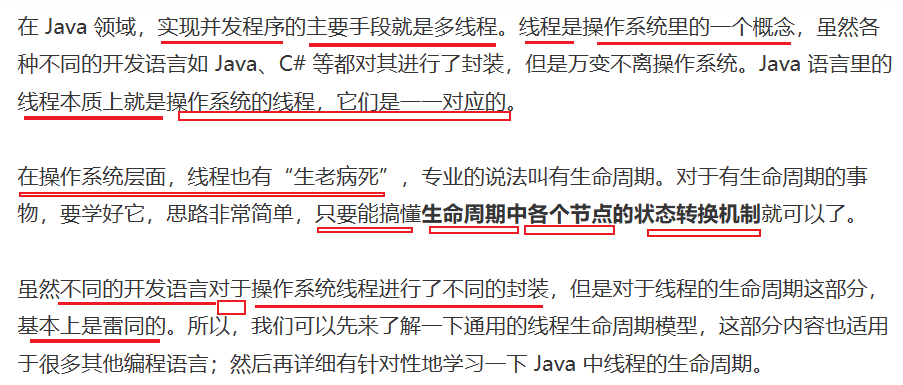 在 Java 领域，实现并发程序的主要手段就是多线程。线程是操作系统里的一个概念，虽然各
种不同的开发语言如 Java、C# 等都对其进行了封装，但是万变不离操作系统。Java 语言里的
线程本质上就是操作系统的线程，它们是一一对应的。
在操作系统层面，线程也有“生老病死”，专业的说法叫有生命周期。对于有生命周期的事
物，要学好它，思路非常简单，只要能搞懂生命周期中各个节点的状态转换机制就可以了。
虽然不同的开发语言对于操作系统线程进行了不同的封装，但是对于线程的生命周期这部分，
基本上是雷同的。所以，我们可以先来了解一下通用的线程生命周期模型，这部分内容也适用
于很多其他编程语言；然后再详细有针对性地学习一下 Java 中线程的生命周期。